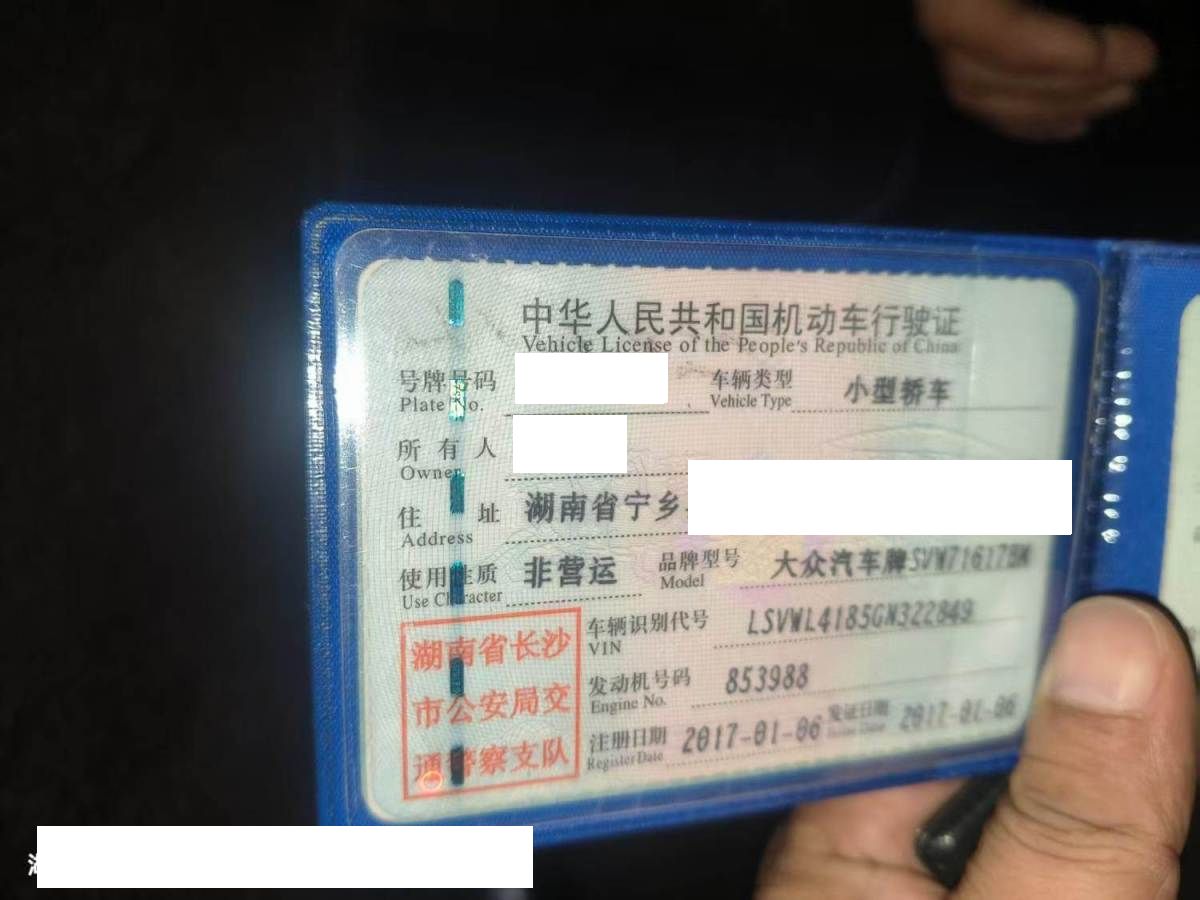 中华人民共和国机动车行驶证
Vehicle License of the People's Republic of China
号牌号码 车辆类型 小型轿车
Plate No. Vehicle Type
所有人
Owner
住址 湖南省宁乡
Address
使用性质 非营运 品牌型号 大众汽车牌SVW71617BM
Use Character Model
湖南省长沙
市公安局交
通警察支队
车辆识别代号 LSVWL4185GN322849
VIN
发动机号码 853988
Engine No.
注册日期 2017-01-06 发证日期 2017-01-06
Register Date